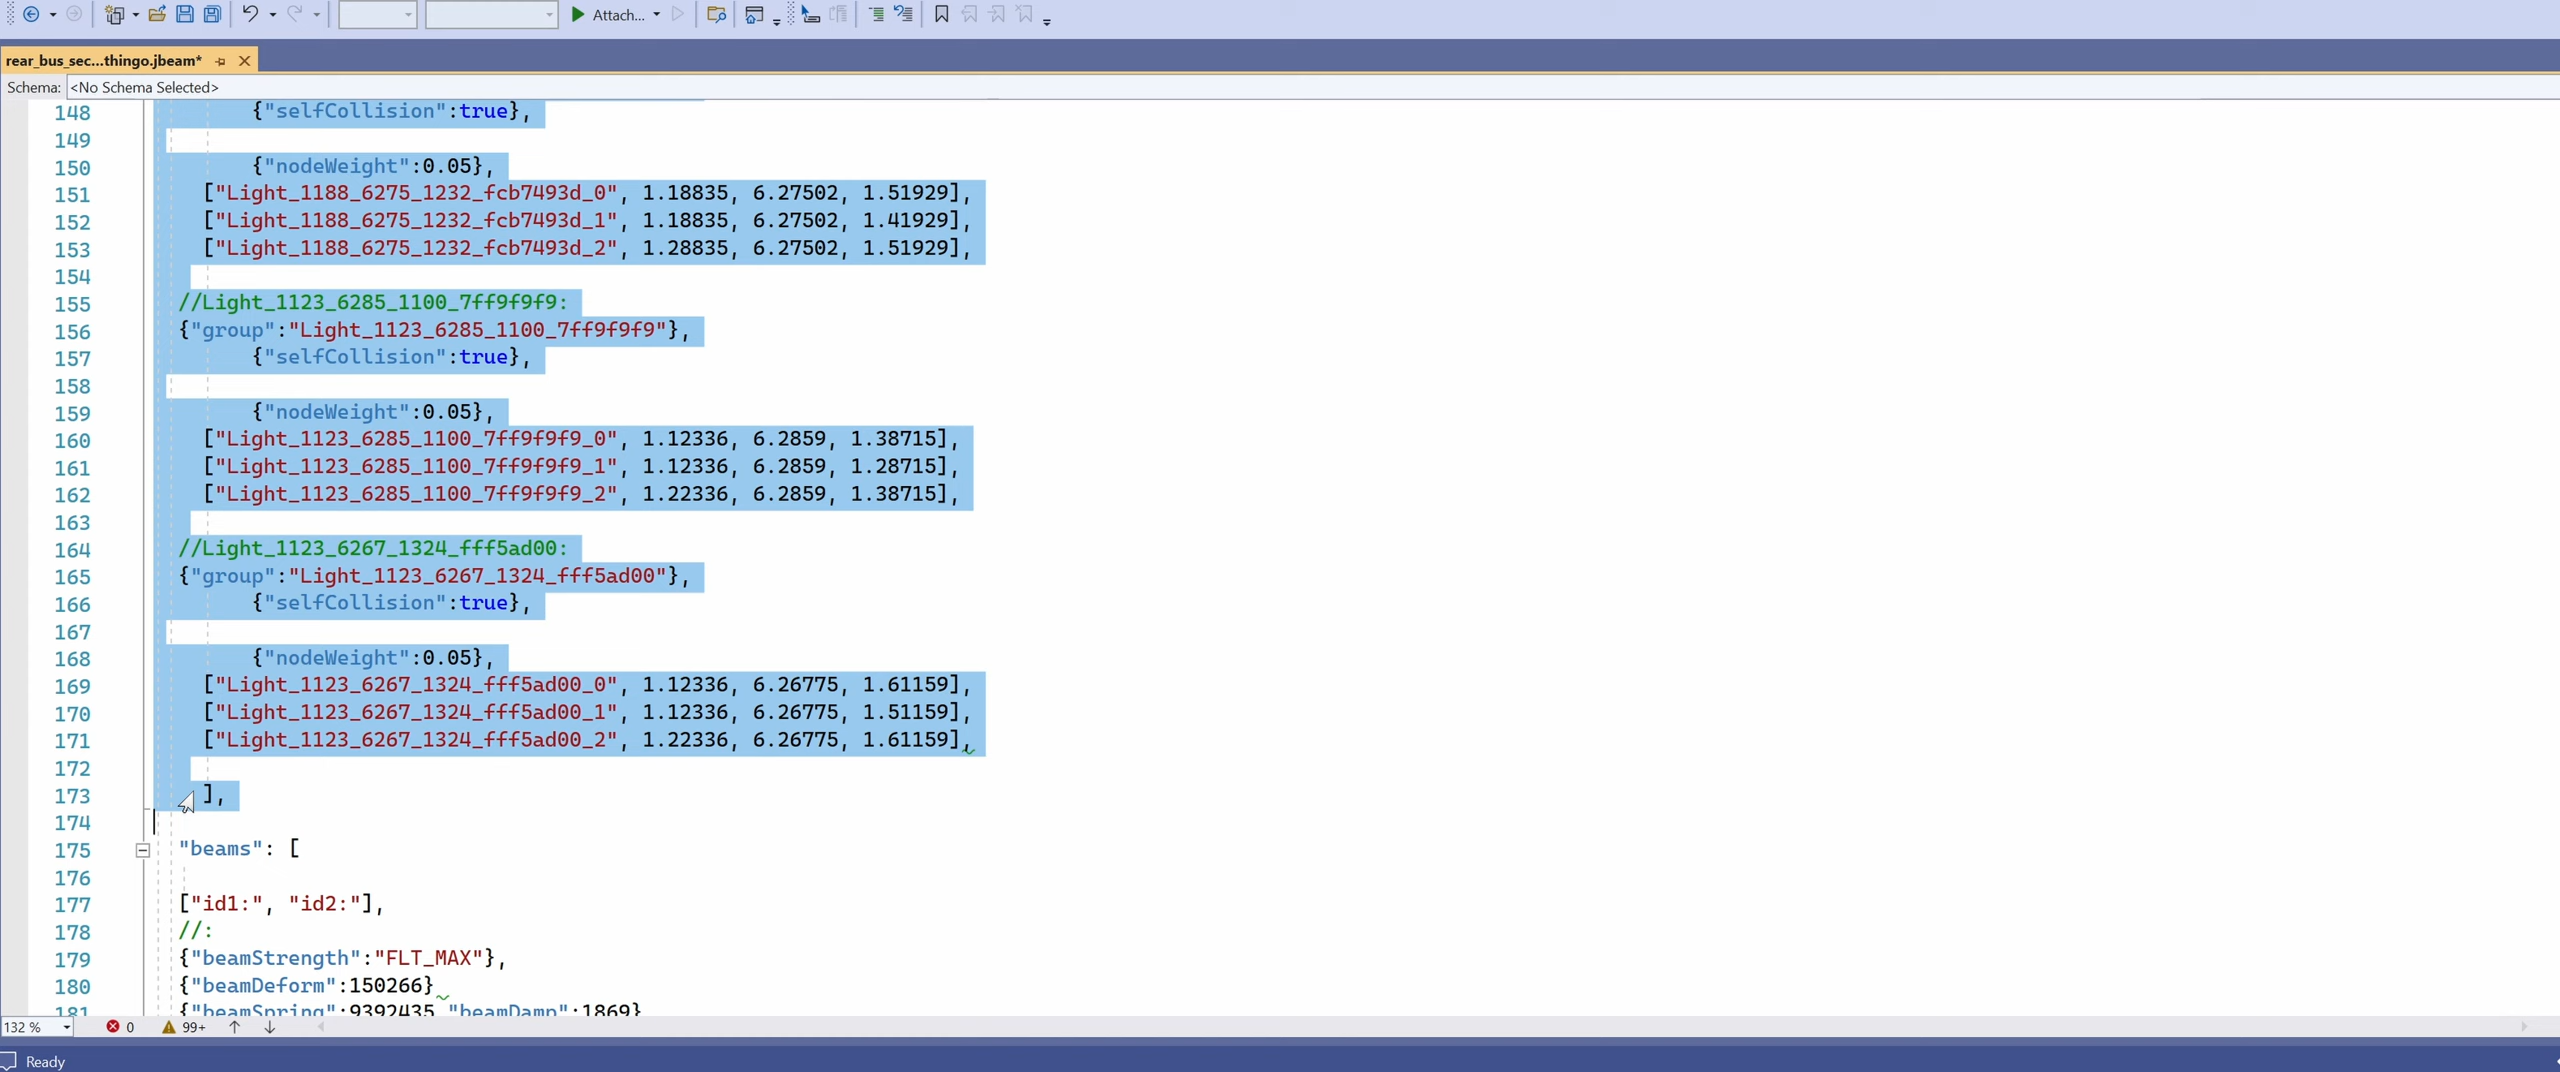 Attach...
rear_bus_sec...thingo.jbeam*
Schema: <No Schema Selected>
148 {"selfCollision":true},
149
150 {"nodeWeight":0.05},
151 ["Light_1188_6275_1232_fcb7493d_0", 1.18835, 6.27502, 1.51929],
152 ["Light_1188_6275_1232_fcb7493d_1", 1.18835, 6.27502, 1.41929],
153 ["Light_1188_6275_1232_fcb7493d_2", 1.28835, 6.27502, 1.51929],
154
155 //Light_1123_6285_1100_7ff9f9f9:
156 {"group":"Light_1123_6285_1100_7ff9f9f9"},
157 {"selfCollision":true},
158
159 {"nodeWeight":0.05},
160 ["Light_1123_6285_1100_7ff9f9f9_0", 1.12336, 6.2859, 1.38715],
161 ["Light_1123_6285_1100_7ff9f9f9_1", 1.12336, 6.2859, 1.28715],
162 ["Light_1123_6285_1100_7ff9f9f9_2", 1.22336, 6.2859, 1.38715],
163
164 //Light_1123_6267_1324_fff5ad00:
165 {"group":"Light_1123_6267_1324_fff5ad00"},
166 {"selfCollision":true},
167
168 {"nodeWeight":0.05},
169 ["Light_1123_6267_1324_fff5ad00_0", 1.12336, 6.26775, 1.61159],
170 ["Light_1123_6267_1324_fff5ad00_1", 1.12336, 6.26775, 1.51159],
171 ["Light_1123_6267_1324_fff5ad00_2", 1.22336, 6.26775, 1.61159],
172
173 ],
174
175 "beams": [
176
177 ["id1:", "id2:"],
178 //:
179 {"beamStrength":"FLT_MAX"},
180 {"beamDeform":150266}
181 {"beamSpring":9392435 "beamDamp":1869}
132 % 0 99+
Ready